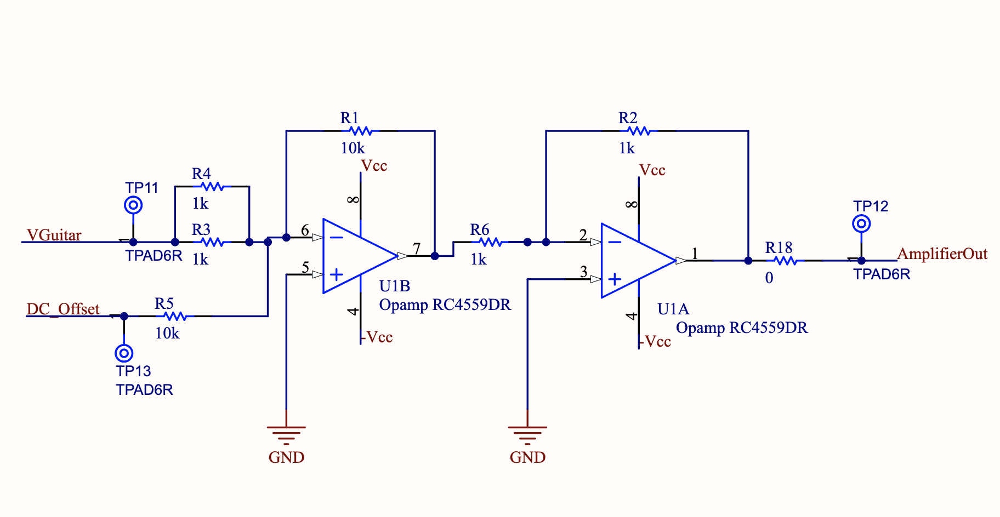 R1
10k
Vcc
R2
1k
Vcc
R4
1k
TP11
8
8
TP12
VGuitar
R3
6
R6
2
TPAD6R
1k
7
1k
1
R18
AmplifierOut
5
3
0
TPAD6R
U1B
Opamp RC4559DR
DC_Offset
R5
10k
4
4
U1A
Opamp RC4559DR
-Vcc
-Vcc
TP13
TPAD6R
GND
GND